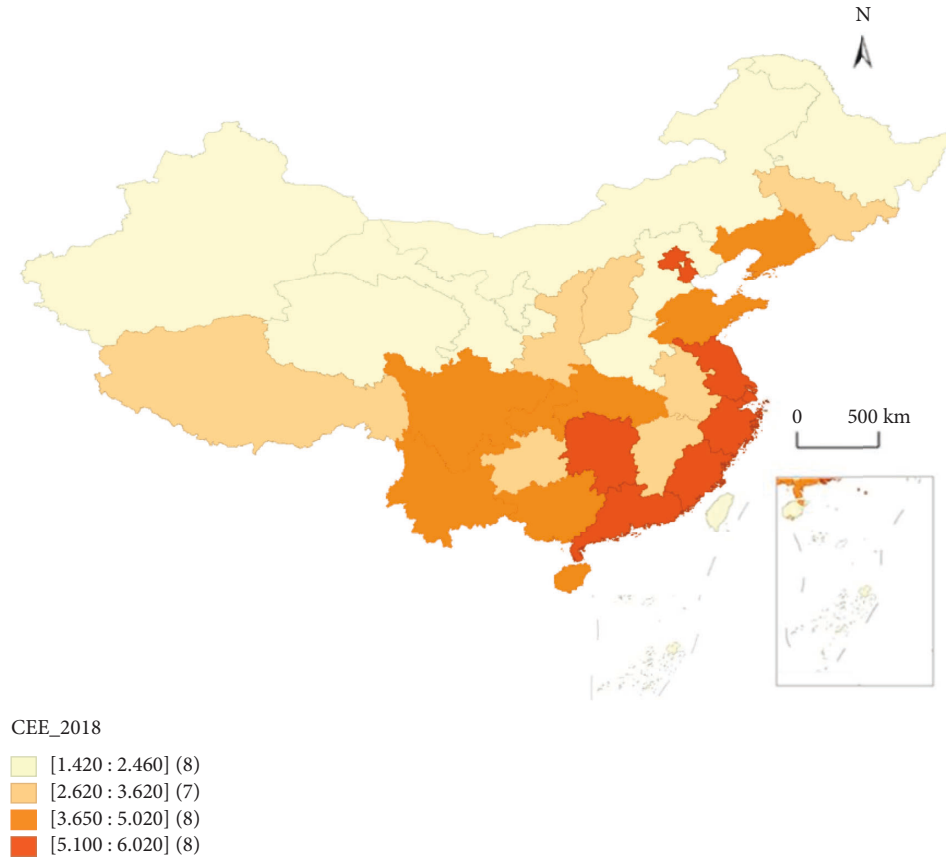 N
0 500 km
CEE_2018
[1.420 : 2.460] (8)
[2.620 : 3.620] (7)
[3.650 : 5.020] (8)
[5.100 : 6.020] (8)